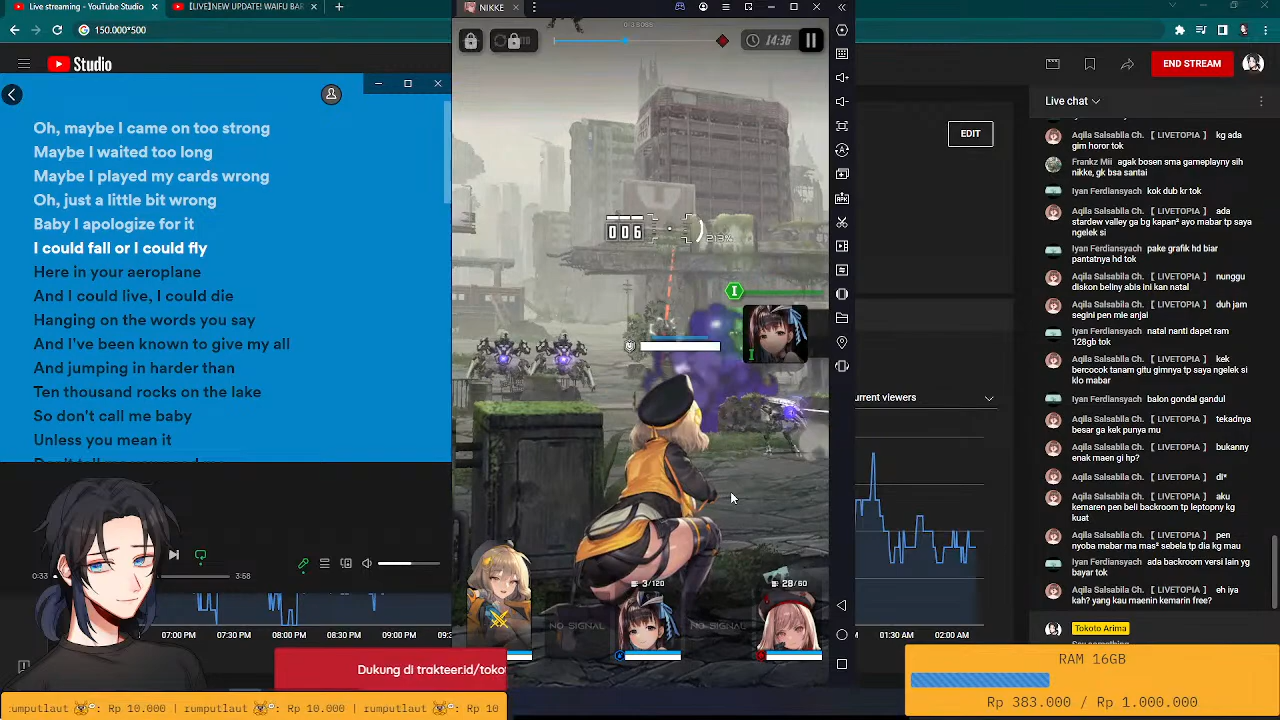 Live streaming - YouTube Studio
[LIVE]NEW UPDATE! WAIFU BAR
NIKKE
150.000*500
Studio
END STREAM
14:36
Live chat
EDIT
Oh, maybe I came on too strong
Maybe I waited too long
Maybe I played my cards wrong
Oh, just a little bit wrong
Baby I apologize for it
I could fall or I could fly
Here in your aeroplane
And I could live, I could die
Hanging on the words you say
And I've been known to give my all
And jumping in harder than
Ten thousand rocks on the lake
So don't call me baby
Unless you mean it
006
213%
I
I
3/120
28/60
NO SIGNAL
NO SIGNAL
urrent viewers
Aqila Salsabila Ch. 【 LIVETOPIA 】 kg ada
gim horor tok
Frankz Mii agak bosen sma gameplayny sih
nikke, gk bsa santai
Iyan Ferdiansyach kok dub kr tok
Aqila Salsabila Ch. 【 LIVETOPIA 】 ada
stardew valley ga bg kapan² ayo mabar tp saya
ngelek si
Iyan Ferdiansyach pake grafik hd biar
pantatnya hd tok
Aqila Salsabila Ch. 【 LIVETOPIA 】 nunggu
diskon beliny abis ini kan natal
Aqila Salsabila Ch. 【 LIVETOPIA 】 duh jam
segini pen mie anjai
Iyan Ferdiansyach natal nanti dapet ram
128gb tok
Aqila Salsabila Ch. 【 LIVETOPIA 】 kek
bercocok tanam gitu gimnya tp saya ngelek si
klo mabar
Iyan Ferdiansyach balon gondal gandul
Aqila Salsabila Ch. 【 LIVETOPIA 】 tekadnya
besar ga kek punya mu
Aqila Salsabila Ch. 【 LIVETOPIA 】 bukanny
enak maen gi hp?
Aqila Salsabila Ch. 【 LIVETOPIA 】 di*
Aqila Salsabila Ch. 【 LIVETOPIA 】 aku
kemaren pen beli backroom tp leptopny kg
kuat
Aqila Salsabila Ch. 【 LIVETOPIA 】 pen
nyoba mabar ma mas² sebela tp dia kg mau
Aqila Salsabila Ch. 【 LIVETOPIA 】 ada backroom versi lain yg
bayar tok
Aqila Salsabila Ch. 【 LIVETOPIA 】 eh iya
kah? yang kau maenin kemarin free?
Tokoto Arima
0:33
3:58
07:00 PM
07:30 PM
08:00 PM
08:30 PM
09:00 PM
09:3
01:30 AM
02:00 AM
Dukung di trakteer.id/toko
rumputlaut : Rp 10.000 | rumputlaut : Rp 10.000 | rumputlaut : Rp 10
RAM 16GB
Rp 383.000 / Rp 1.000.000